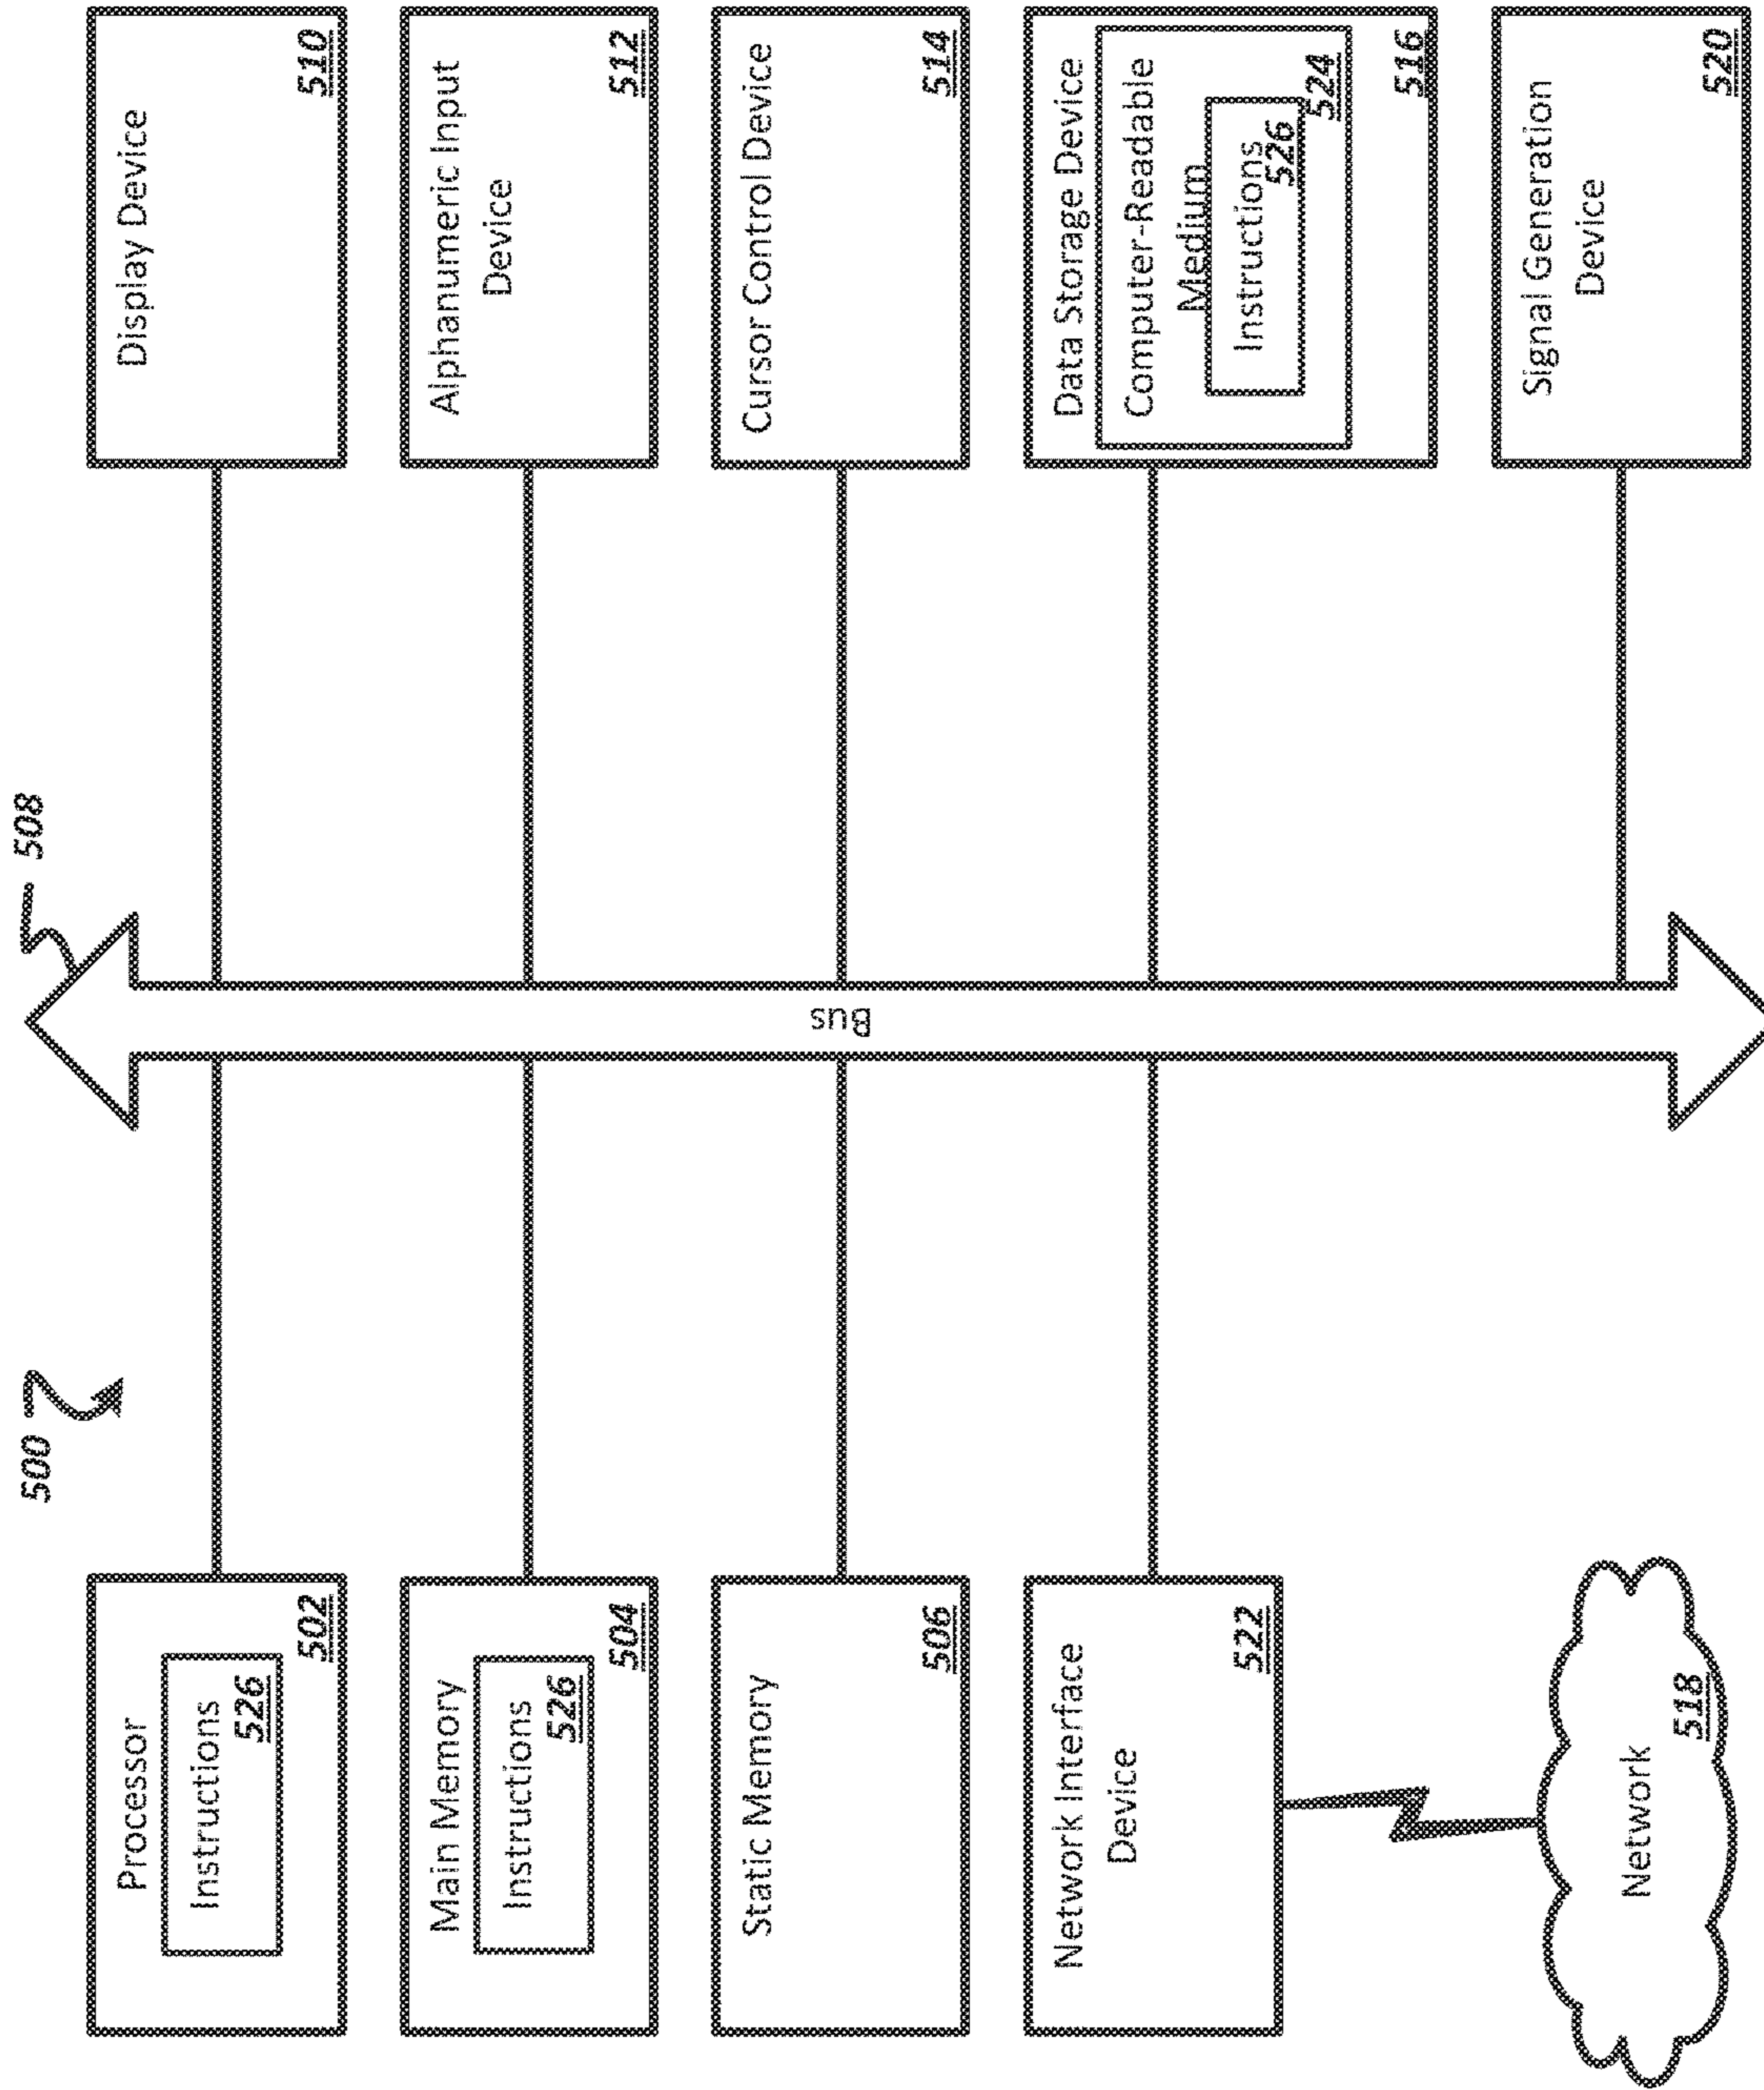 500
508
Processor
Instructions
526
502
Main Memory
Instructions
526
504
Static Memory
506
Network Interface
Device
522
Network
518
Bus
Display Device
510
Alphanumeric Input
Device
512
Cursor Control Device
514
Data Storage Device
Computer-Readable
Medium
Instructions
526
524
516
Signal Generation
Device
520